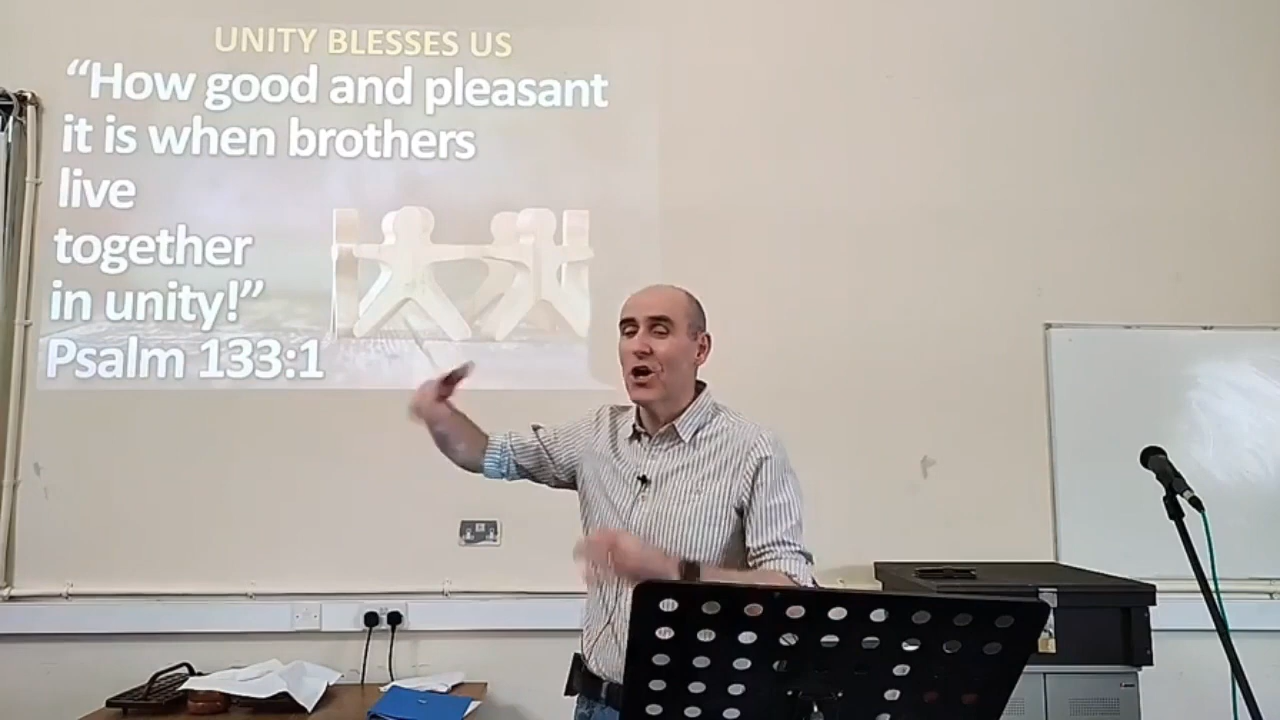 UNITY BLESSES US
“How good and pleasant
it is when brothers
live
together
in unity!”
Psalm 133:1